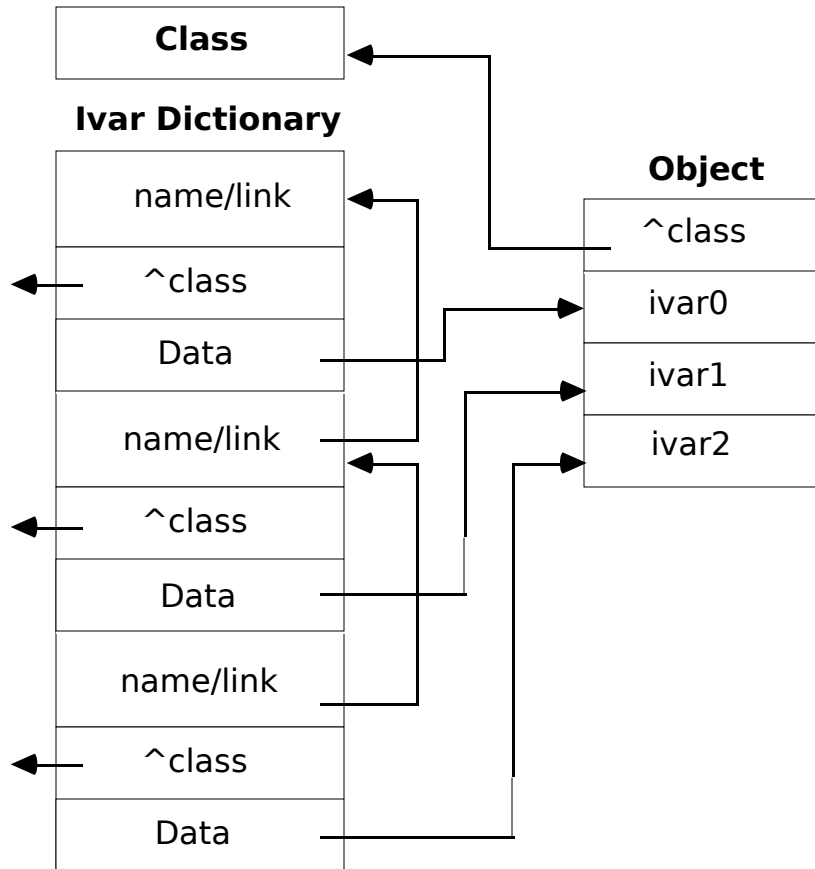 Class
Ivar Dictionary
name/link
^class
Data
name/link
^class
Data
name/link
^class
Data
Object
^class
ivar0
ivar1
ivar2